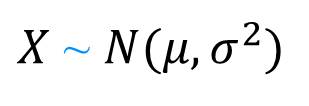 X ~ N(μ, σ²)